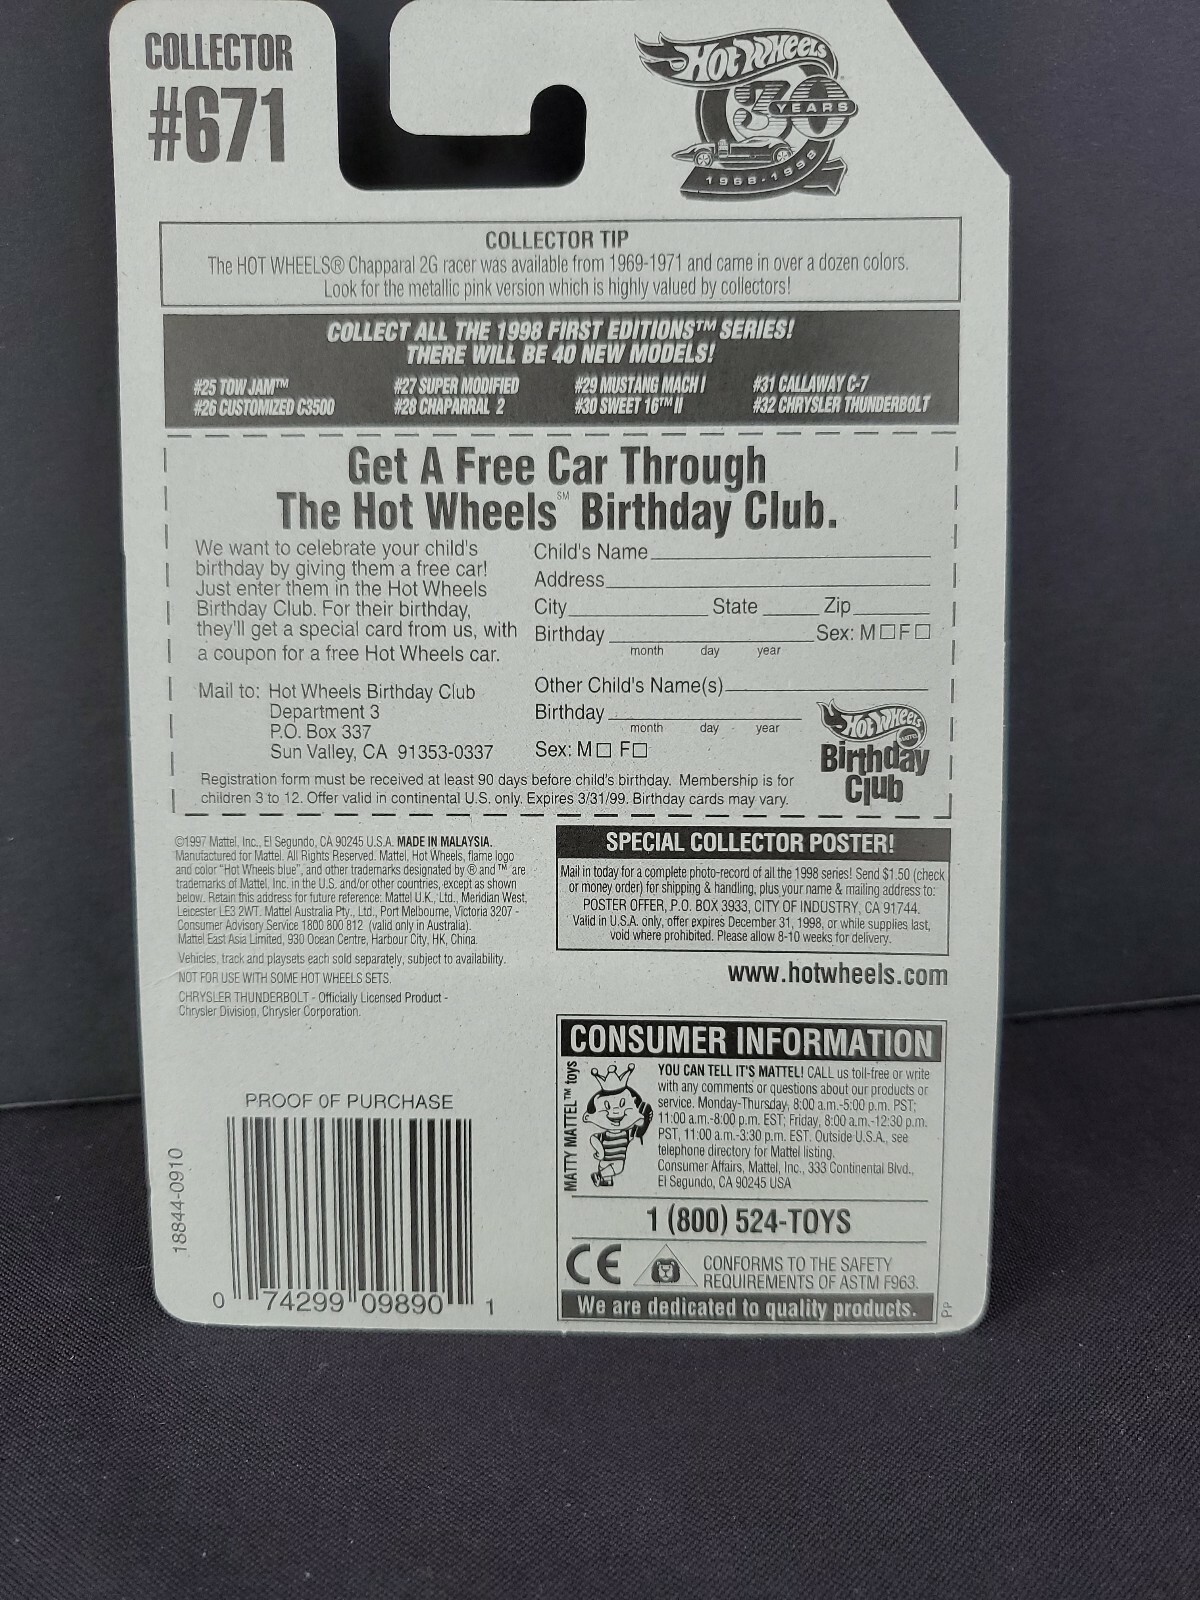 COLLECTOR
#671
Hot Wheels
30
YEARS
1968-1998
COLLECTOR TIP
The HOT WHEELS® Chapparal 2G racer was available from 1969-1971 and came in over a dozen colors.
Look for the metallic pink version which is highly valued by collectors!
COLLECT ALL THE 1998 FIRST EDITIONS™ SERIES!
THERE WILL BE 40 NEW MODELS!
#25 TOW JAM™ #27 SUPER MODIFIED #29 MUSTANG MACH I #31 CALLAWAY C-7
#26 CUSTOMIZED C3500 #28 CHAPARRAL 2 #30 SWEET 16™ II #32 CHRYSLER THUNDERBOLT
Get A Free Car Through
The Hot Wheels℠ Birthday Club.
We want to celebrate your child's
birthday by giving them a free car!
Just enter them in the Hot Wheels
Birthday Club. For their birthday,
they'll get a special card from us, with
a coupon for a free Hot Wheels car.
Mail to: Hot Wheels Birthday Club
Department 3
P.O. Box 337
Sun Valley, CA 91353-0337
Child's Name
Address
City State Zip
Birthday Sex: M☐ F☐
month day year
Other Child's Name(s)
Birthday
month day year
Sex: M☐ F☐
Hot Wheels
MATTEL
Birthday
Club
Registration form must be received at least 90 days before child's birthday. Membership is for
children 3 to 12. Offer valid in continental U.S. only. Expires 3/31/99. Birthday cards may vary.
©1997 Mattel, Inc., El Segundo, CA 90245 U.S.A. MADE IN MALAYSIA.
Manufactured for Mattel. All Rights Reserved. Mattel, Hot Wheels, flame logo
and color "Hot Wheels blue", and other trademarks designated by ® and ™ are
trademarks of Mattel, Inc. in the U.S. and/or other countries, except as shown
below. Retain this address for future reference: Mattel U.K., Ltd., Meridian West,
Leicester LE3 2WT. Mattel Australia Pty., Ltd., Port Melbourne, Victoria 3207 -
Consumer Advisory Service 1800 800 812 (valid only in Australia).
Mattel East Asia Limited, 930 Ocean Centre, Harbour City, HK, China.
Vehicles, track and playsets each sold separately, subject to availability.
NOT FOR USE WITH SOME HOT WHEELS SETS.
CHRYSLER THUNDERBOLT - Officially Licensed Product -
Chrysler Division, Chrysler Corporation.
SPECIAL COLLECTOR POSTER!
Mail in today for a complete photo-record of all the 1998 series! Send $1.50 (check
or money order) for shipping & handling, plus your name & mailing address to:
POSTER OFFER, P.O. BOX 3933, CITY OF INDUSTRY, CA 91744.
Valid in U.S.A. only, offer expires December 31, 1998, or while supplies last,
void where prohibited. Please allow 8-10 weeks for delivery.
www.hotwheels.com
CONSUMER INFORMATION
MATTY MATTEL™ toys
YOU CAN TELL IT'S MATTEL! CALL us toll-free or write
with any comments or questions about our products or
service. Monday-Thursday, 8:00 a.m.-5:00 p.m. PST;
11:00 a.m.-8:00 p.m. EST; Friday, 8:00 a.m.-12:30 p.m.
PST, 11:00 a.m.-3:30 p.m. EST. Outside U.S.A., see
telephone directory for Mattel listing.
Consumer Affairs, Mattel, Inc., 333 Continental Blvd.,
El Segundo, CA 90245 USA
1 (800) 524-TOYS
CE
CONFORMS TO THE SAFETY
REQUIREMENTS OF ASTM F963.
We are dedicated to quality products.
PP
PROOF OF PURCHASE
18844-0910
0 74299 09890 1